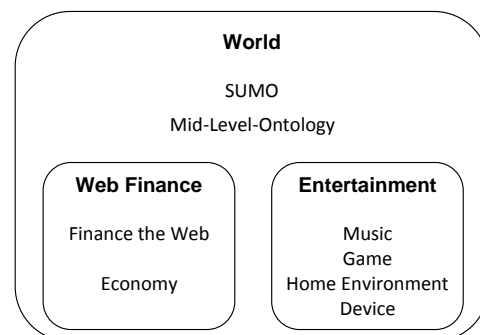 World
SUMO
Mid-Level-Ontology
Web Finance
Finance the Web
Economy
Entertainment
Music
Game
Home Environment
Device